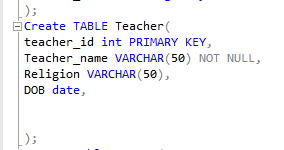 );
Create TABLE Teacher(
teacher_id int PRIMARY KEY,
Teacher_name VARCHAR(50) NOT NULL,
Religion VARCHAR(50),
DOB date,
);